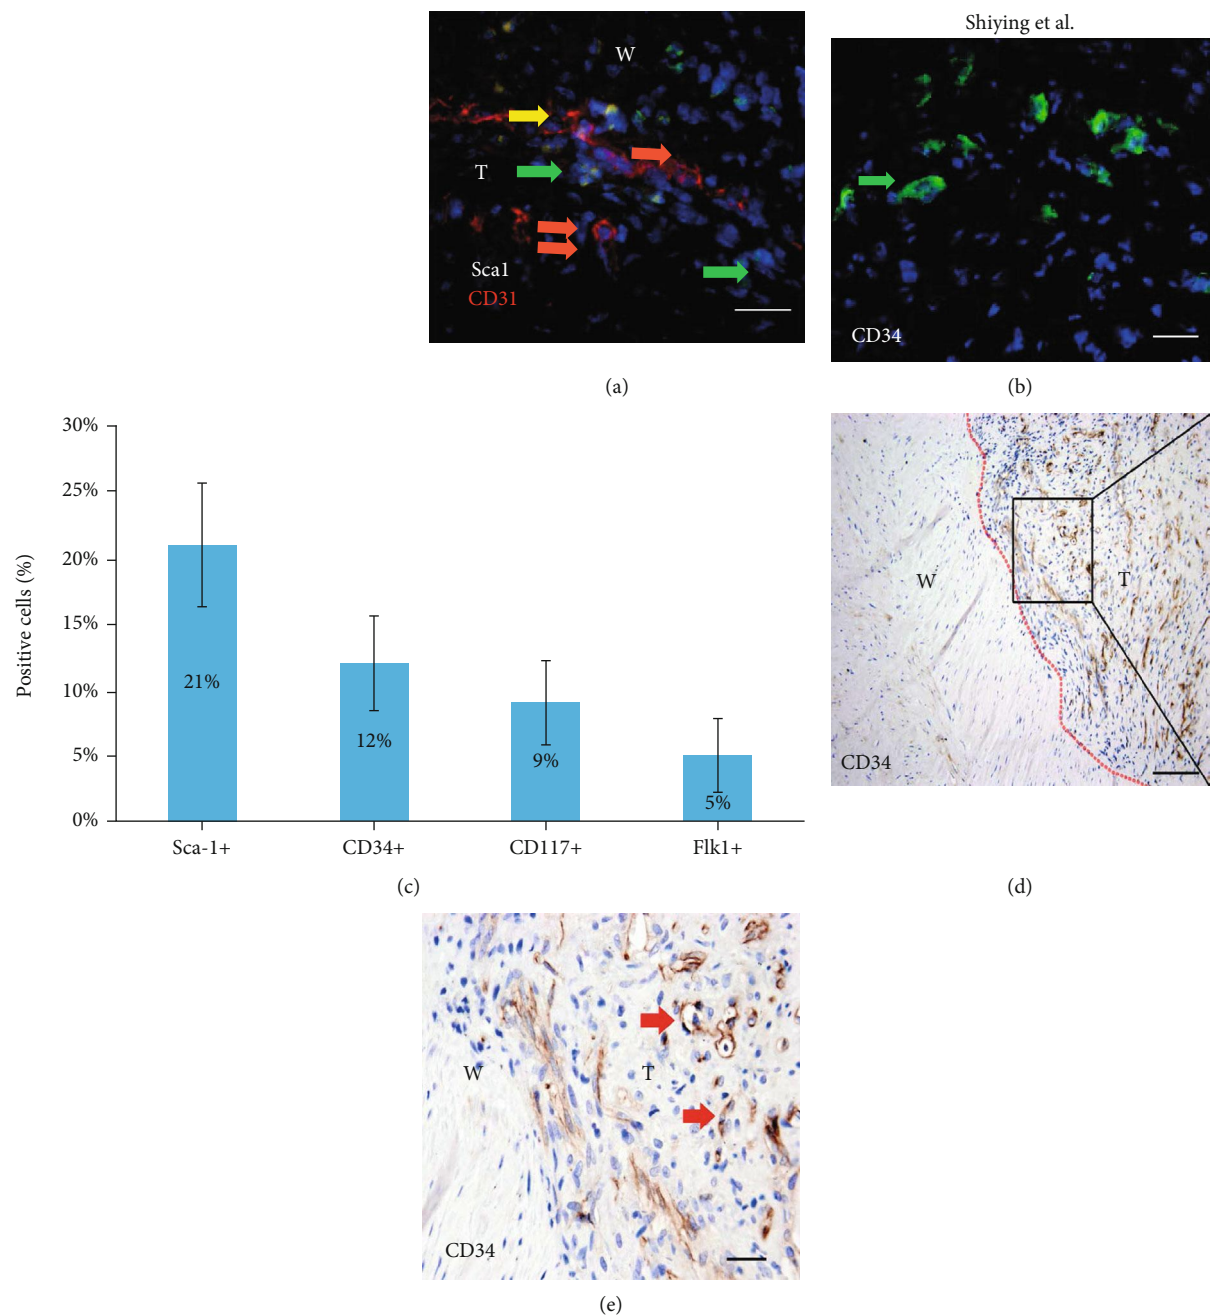 Shiying et al.
W
T
Sca1
CD31
(a)
CD34
(b)
30%
25%
20%
15%
10%
5%
0%
Positive cells (%)
21%
12%
9%
5%
Sca-1+
CD34+
CD117+
Flk1+
(c)
W
T
CD34
(d)
W
T
CD34
(e)